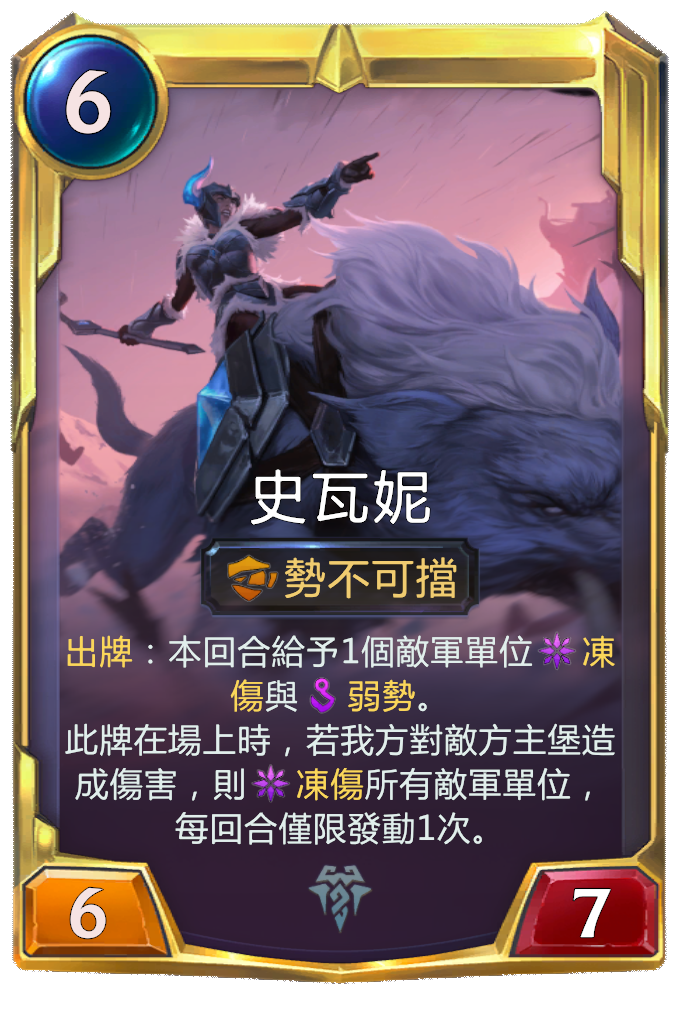 6
史瓦妮
勢不可擋
出牌：本回合給予1個敵軍單位凍
傷與弱勢。
此牌在場上時，若我方對敵方主堡造
成傷害，則凍傷所有敵軍單位，
每回合僅限發動1次。
6
7